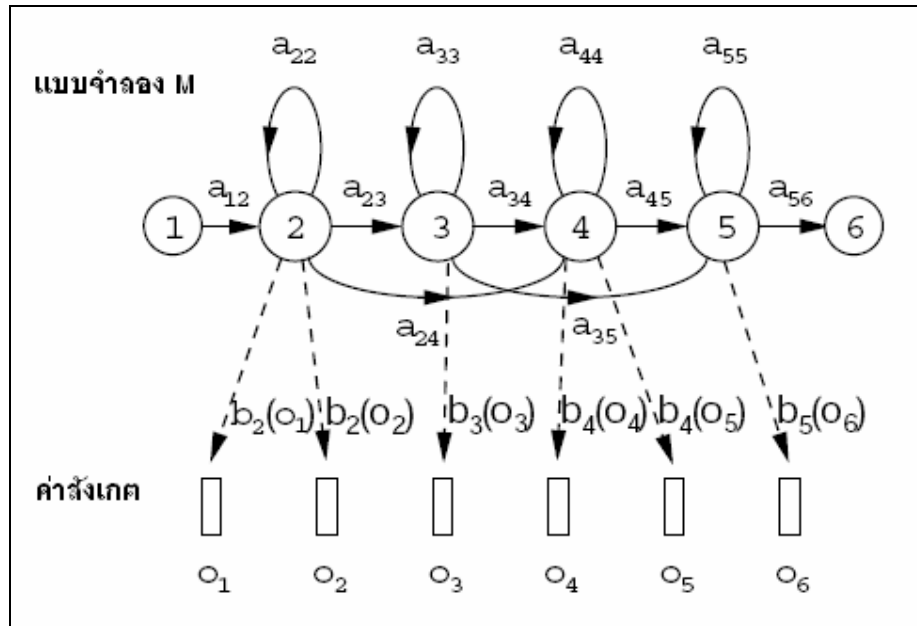 a₂₂ a₃₃ a₄₄ a₅₅
แบบจำลอง M
a₁₂ a₂₃ a₃₄ a₄₅ a₅₆
1 2 3 4 5 6
a₂₄ a₃₅
b₂(o₁) b₂(o₂) b₃(o₃) b₄(o₄) b₄(o₅) b₅(o₆)
ค่าสังเกต
o₁ o₂ o₃ o₄ o₅ o₆